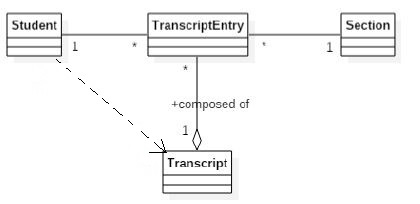 Student
TranscriptEntry
Section
1
*
*
1
*
+composed of
1
Transcript